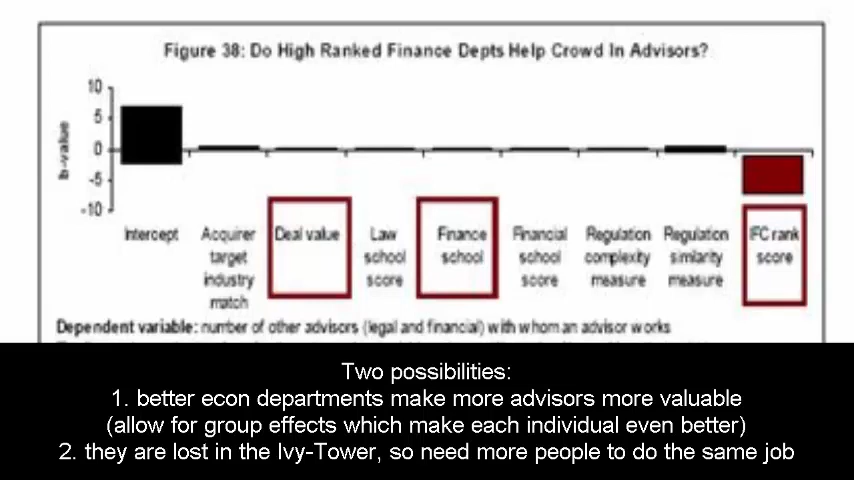 Figure 38: Do High Ranked Finance Depts Help Crowd In Advisors?
10
5
0
-5
-10
b-value
Intercept
Acquirer target industry match
Deal value
Law school score
Finance school
Financial school score
Regulation complexity measure
Regulation similarity measure
IFC rank score
Dependent variable: number of other advisors (legal and financial) with whom an advisor works
Two possibilities:
1. better econ departments make more advisors more valuable
(allow for group effects which make each individual even better)
2. they are lost in the Ivy-Tower, so need more people to do the same job